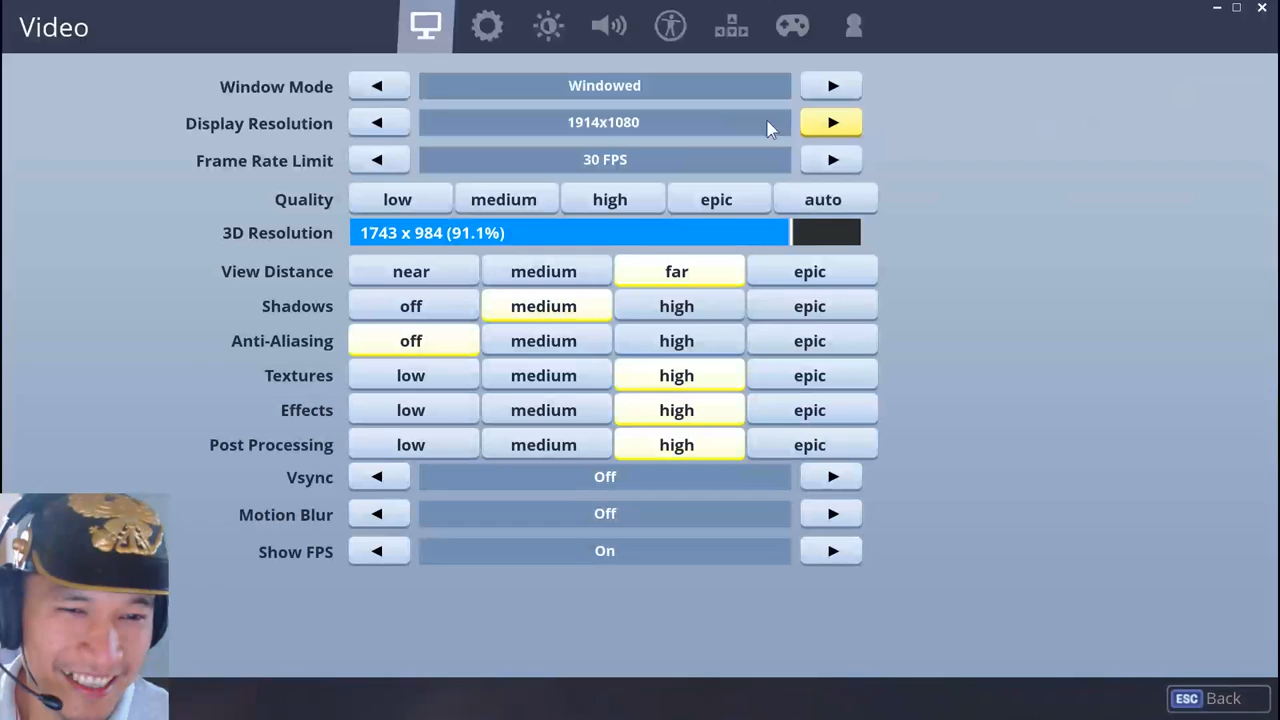 Video
Window Mode Windowed
Display Resolution 1914x1080
Frame Rate Limit 30 FPS
Quality low medium high epic auto
3D Resolution 1743 x 984 (91.1%)
View Distance near medium far epic
Shadows off medium high epic
Anti-Aliasing off medium high epic
Textures low medium high epic
Effects low medium high epic
Post Processing low medium high epic
Vsync Off
Motion Blur Off
Show FPS On
ESC Back